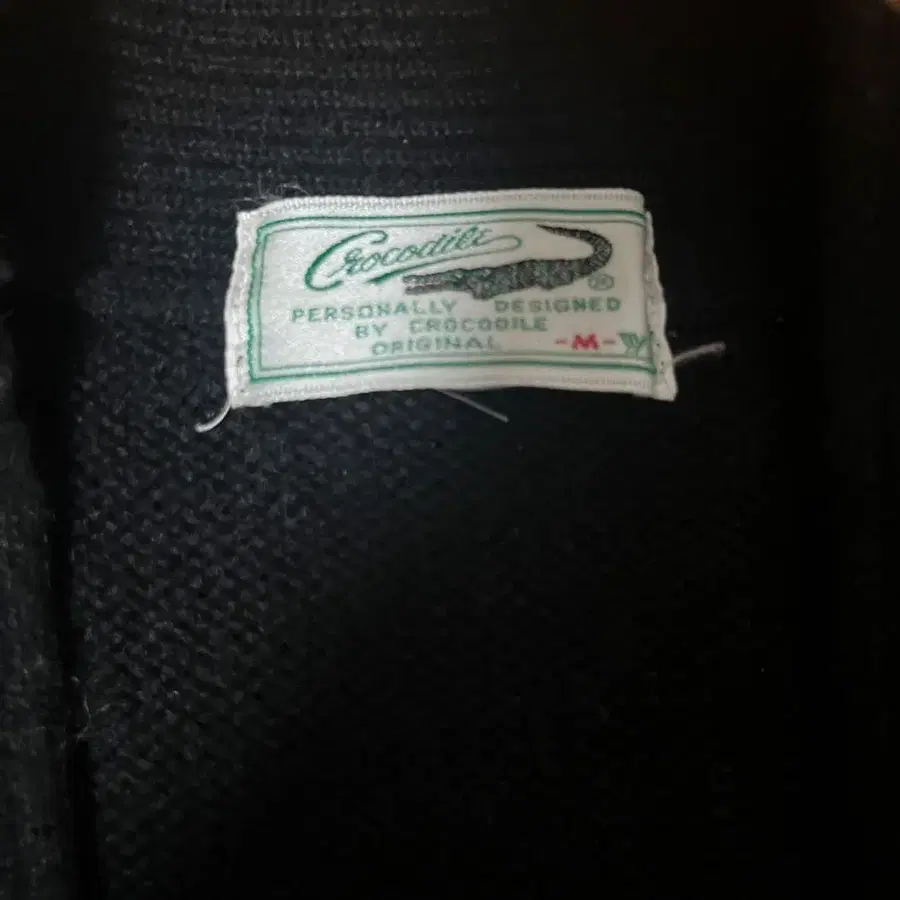 Crocodile
®
PERSONALLY DESIGNED
BY CROCODILE
ORIGINAL -M-